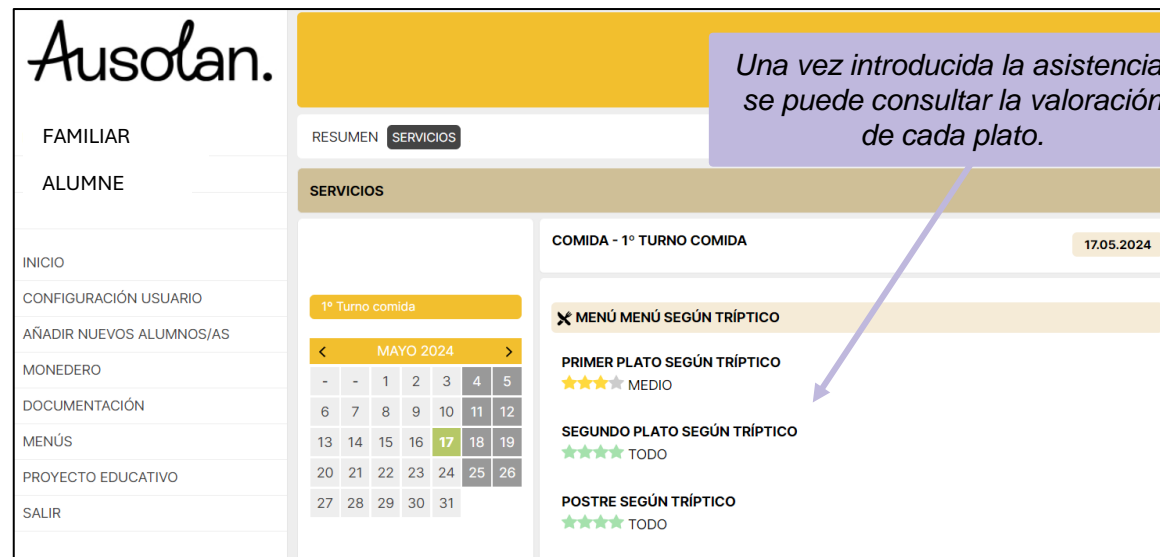 Ausolan.
FAMILIAR
ALUMNE
INICIO
CONFIGURACIÓN USUARIO
AÑADIR NUEVOS ALUMNOS/AS
MONEDERO
DOCUMENTACIÓN
MENÚS
PROYECTO EDUCATIVO
SALIR
Una vez introducida la asistencia
se puede consultar la valoración
de cada plato.
RESUMEN SERVICIOS
SERVICIOS
1º Turno comida
< MAYO 2024 >
- - 1 2 3 4 5
6 7 8 9 10 11 12
13 14 15 16 17 18 19
20 21 22 23 24 25 26
27 28 29 30 31
COMIDA - 1º TURNO COMIDA 17.05.2024
MENÚ MENÚ SEGÚN TRÍPTICO
PRIMER PLATO SEGÚN TRÍPTICO
MEDIO
SEGUNDO PLATO SEGÚN TRÍPTICO
TODO
POSTRE SEGÚN TRÍPTICO
TODO